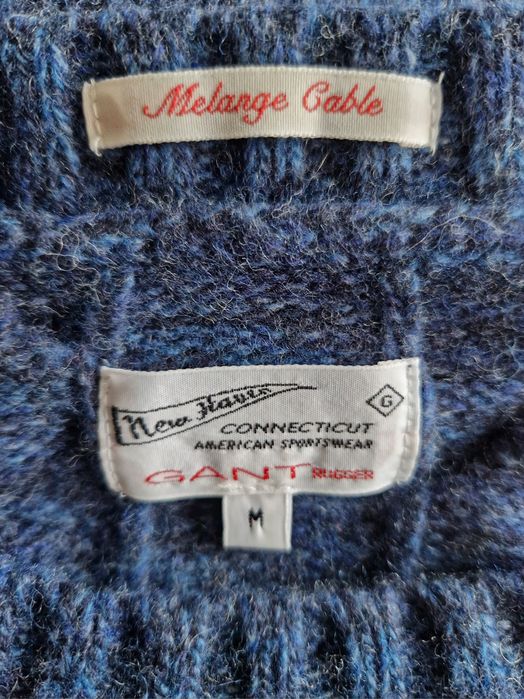 Melange Cable
New Haven
CONNECTICUT
G
AMERICAN SPORTSWEAR
GANT RUGGER
M